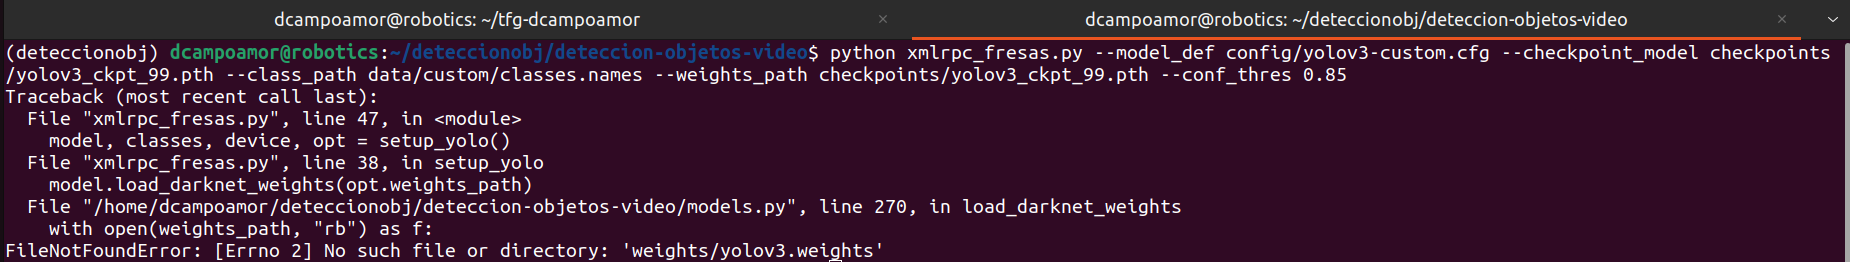 dcampoamor@robotics: ~/tfg-dcampoamor × dcampoamor@robotics: ~/deteccionobj/deteccion-objetos-video ×
(deteccionobj) dcampoamor@robotics:~/deteccionobj/deteccion-objetos-video$ python xmlrpc_fresas.py --model_def config/yolov3-custom.cfg --checkpoint_model checkpoints
/yolov3_ckpt_99.pth --class_path data/custom/classes.names --weights_path checkpoints/yolov3_ckpt_99.pth --conf_thres 0.85
Traceback (most recent call last):
  File "xmlrpc_fresas.py", line 47, in <module>
    model, classes, device, opt = setup_yolo()
  File "xmlrpc_fresas.py", line 38, in setup_yolo
    model.load_darknet_weights(opt.weights_path)
  File "/home/dcampoamor/deteccionobj/deteccion-objetos-video/models.py", line 270, in load_darknet_weights
    with open(weights_path, "rb") as f:
FileNotFoundError: [Errno 2] No such file or directory: 'weights/yolov3.weights'